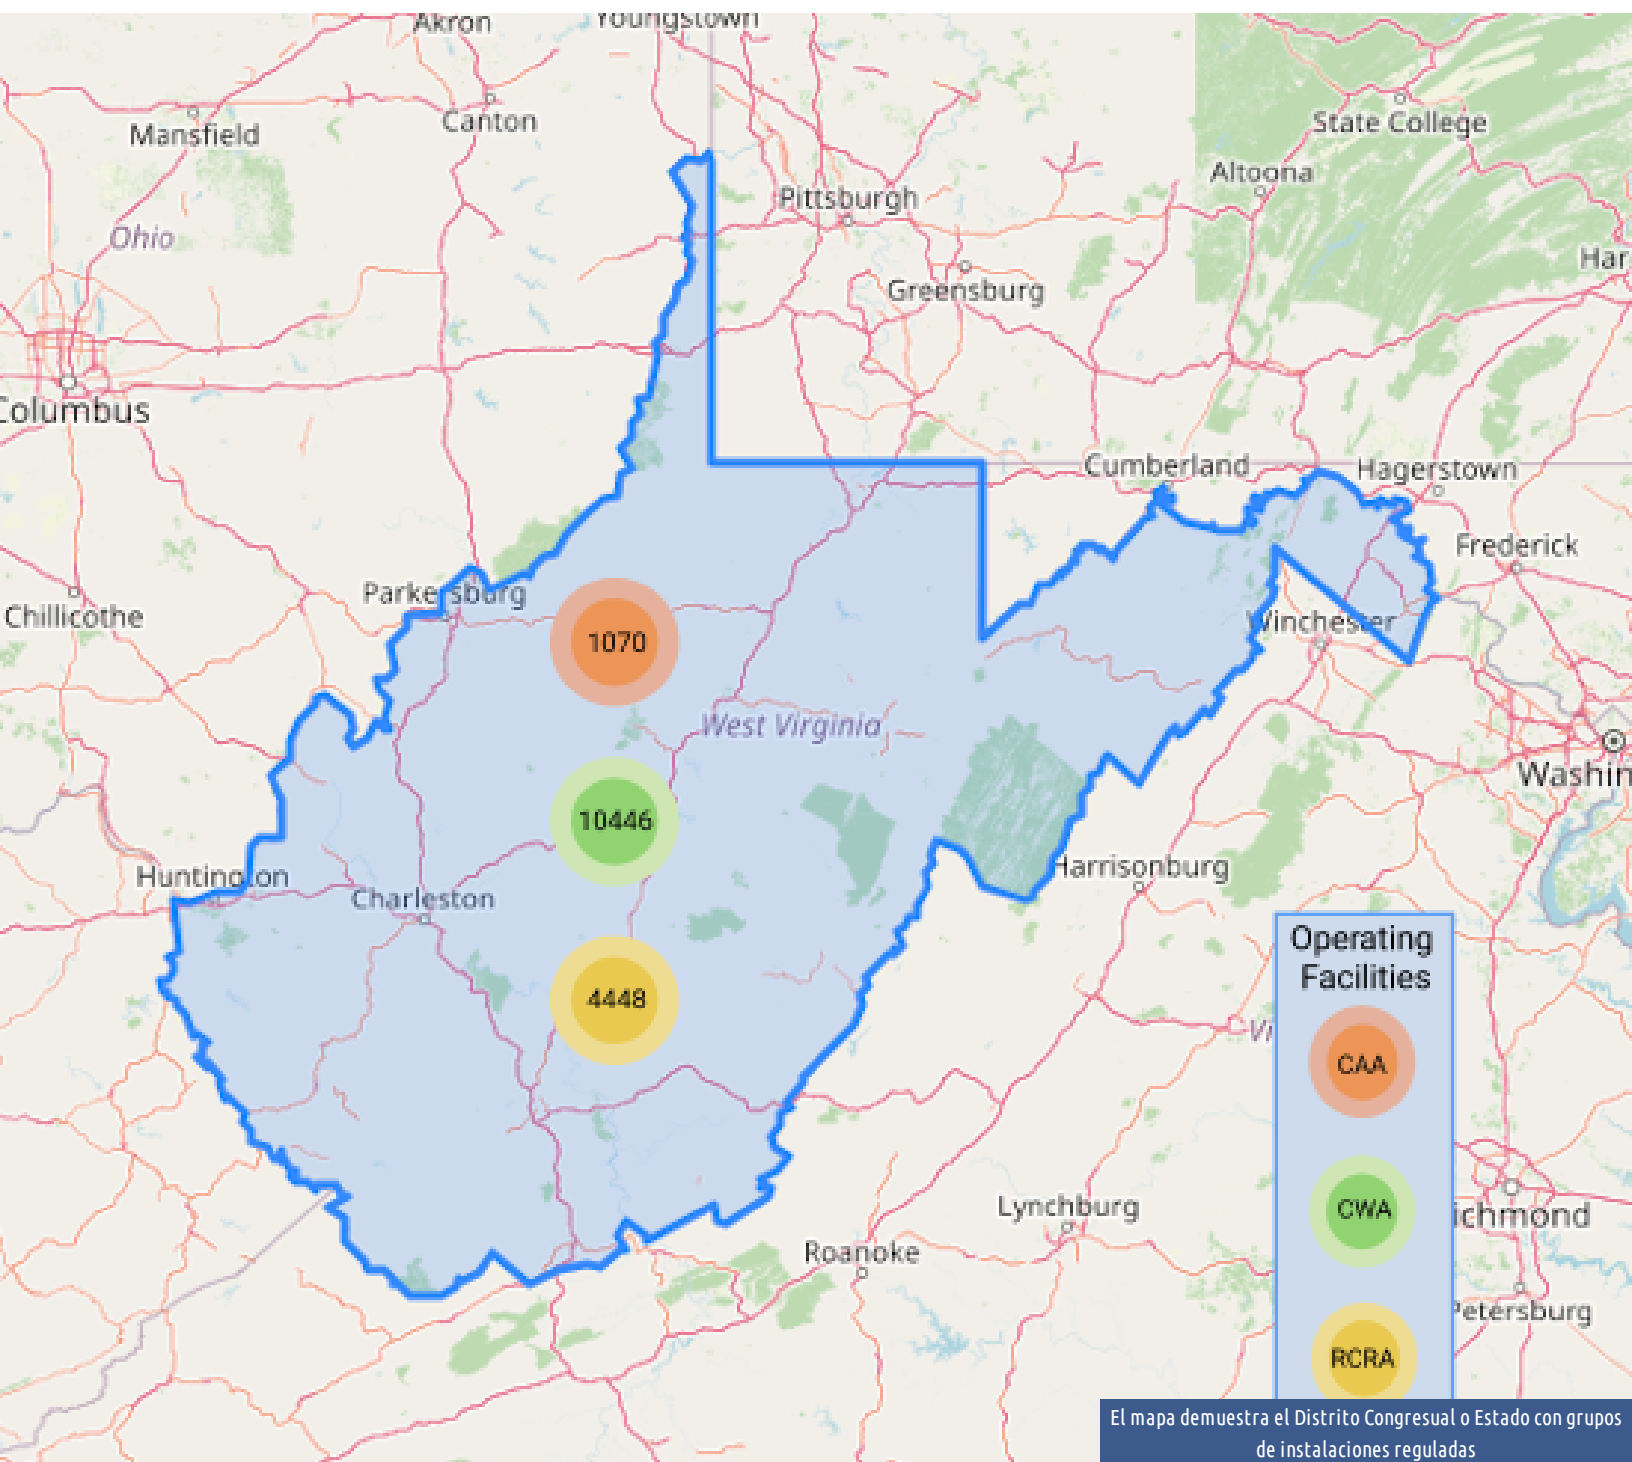 Akron
Youngstown
Mansfield
Canton
State College
Altoona
Pittsburgh
Ohio
Har
Greensburg
Columbus
Cumberland
Hagerstown
Frederick
Parkersburg
Chillicothe
Winchester
1070
West Virginia
Washin
10446
Harrisonburg
Huntington
Charleston
Operating
Facilities
4448
Vi
CAA
CWA
Lynchburg
ichmond
Roanoke
Petersburg
RCRA
El mapa demuestra el Distrito Congresual o Estado con grupos
de instalaciones reguladas